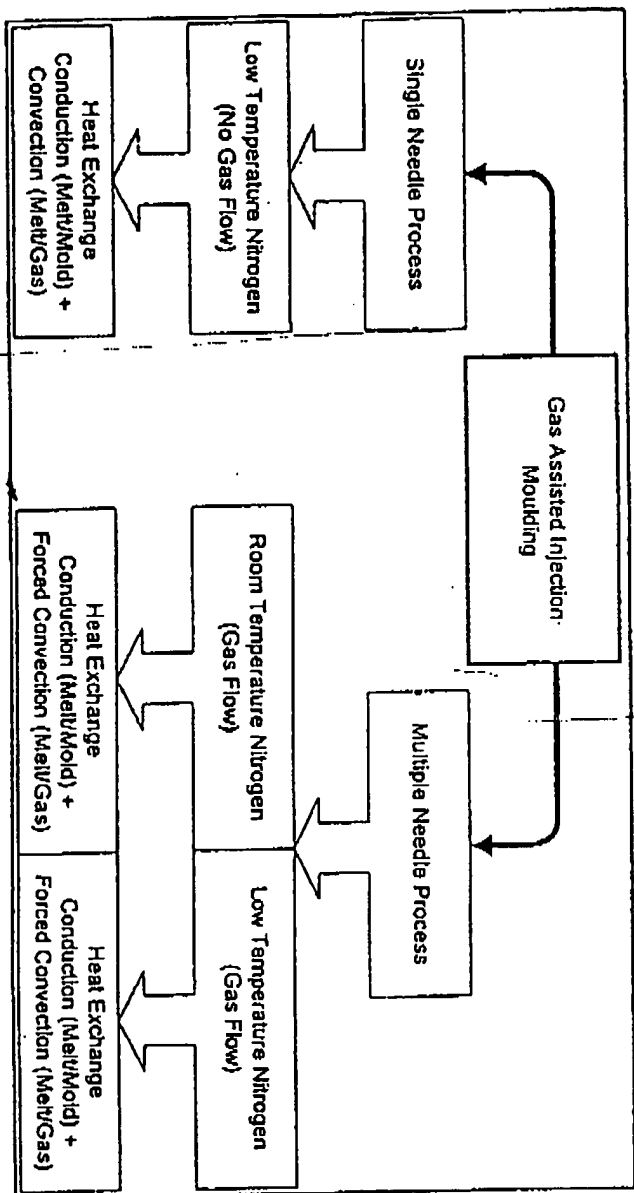 Gas Assisted Injection-
Moulding
Single Needle Process
Multiple Needle Process
Low Temperature Nitrogen
(No Gas Flow)
Room Temperature Nitrogen
(Gas Flow)
Low Temperature Nitrogen
(Gas Flow)
Heat Exchange
Conduction (Melt/Mold) +
Convection (Melt/Gas)
Heat Exchange
Conduction (Melt/Mold) +
Forced Convection (Melt/Gas)
Heat Exchange
Conduction (Melt/Mold) +
Forced Convection (Melt/Gas)